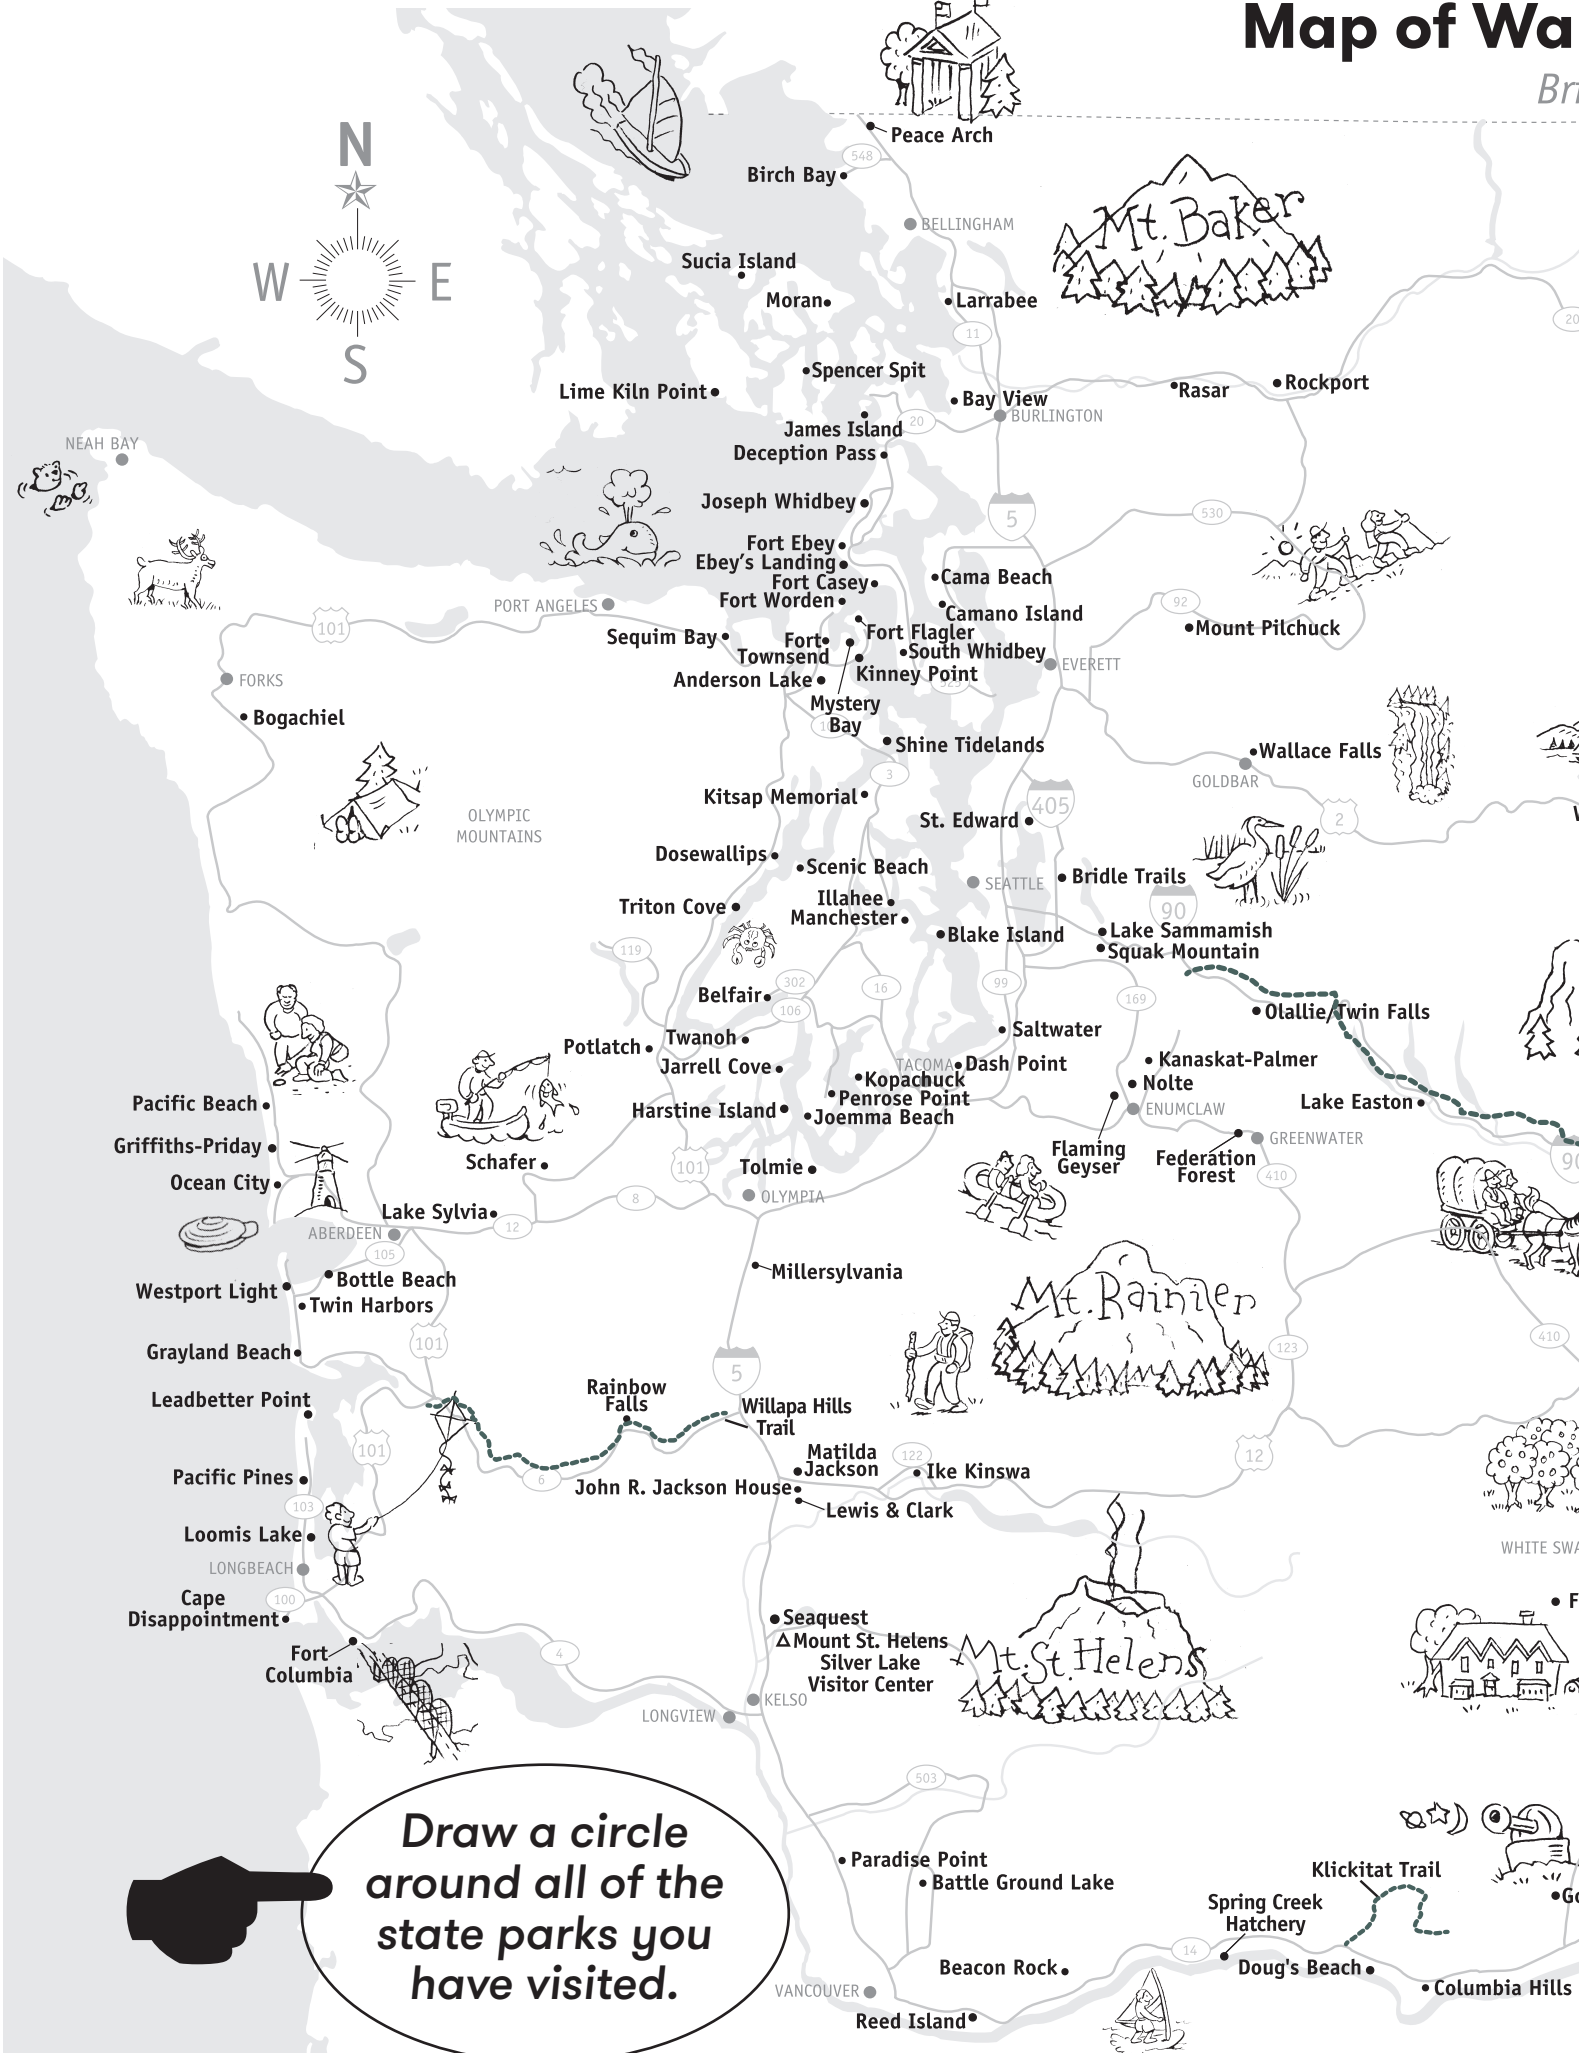 Map of Wa
Bri
N
W
E
S
Peace Arch
548
Birch Bay
BELLINGHAM
Mt. Baker
Sucia Island
Moran
Larrabee
11
20
Spencer Spit
Lime Kiln Point
Bay View
Rasar
Rockport
James Island
20
BURLINGTON
Deception Pass
NEAH BAY
Joseph Whidbey
5
530
Fort Ebey
Ebey's Landing
Fort Casey
Cama Beach
Fort Worden
Camano Island
92
PORT ANGELES
101
Sequim Bay
Fort
Townsend
Fort Flagler
South Whidbey
Mount Pilchuck
Kinney Point
EVERETT
Anderson Lake
525
FORKS
Mystery
Bay
Bogachiel
Shine Tidelands
Wallace Falls
GOLDBAR
3
Kitsap Memorial
405
St. Edward
2
OLYMPIC
MOUNTAINS
Dosewallips
Scenic Beach
SEATTLE
Bridle Trails
Triton Cove
Illahee
Manchester
90
Blake Island
Lake Sammamish
Squak Mountain
119
302
16
99
169
Belfair
106
Olallie/Twin Falls
Potlatch
Twanoh
Saltwater
Jarrell Cove
TACOMA
Dash Point
Kanaskat-Palmer
Kopachuck
Nolte
Penrose Point
Harstine Island
Joemma Beach
ENUMCLAW
Lake Easton
Pacific Beach
Griffiths-Priday
Flaming
Geyser
Federation
Forest
GREENWATER
90
Ocean City
Schafer
101
Tolmie
410
OLYMPIA
8
Lake Sylvia
12
ABERDEEN
105
Bottle Beach
Westport Light
Twin Harbors
Millersylvania
Mt. Rainier
101
410
123
Grayland Beach
5
Leadbetter Point
Rainbow
Falls
Willapa Hills
Trail
101
Matilda
Jackson
122
Ike Kinswa
12
Pacific Pines
6
John R. Jackson House
103
Lewis & Clark
Loomis Lake
LONGBEACH
WHITE SWA
Cape
Disappointment
100
F
Seaquest
Mount St. Helens
Silver Lake
Visitor Center
Mt. St. Helens
Fort
Columbia
4
KELSO
LONGVIEW
503
Draw a circle
around all of the
state parks you
have visited.
Paradise Point
Battle Ground Lake
Klickitat Trail
Spring Creek
Hatchery
Go
14
Beacon Rock
Doug's Beach
Columbia Hills
VANCOUVER
Reed Island